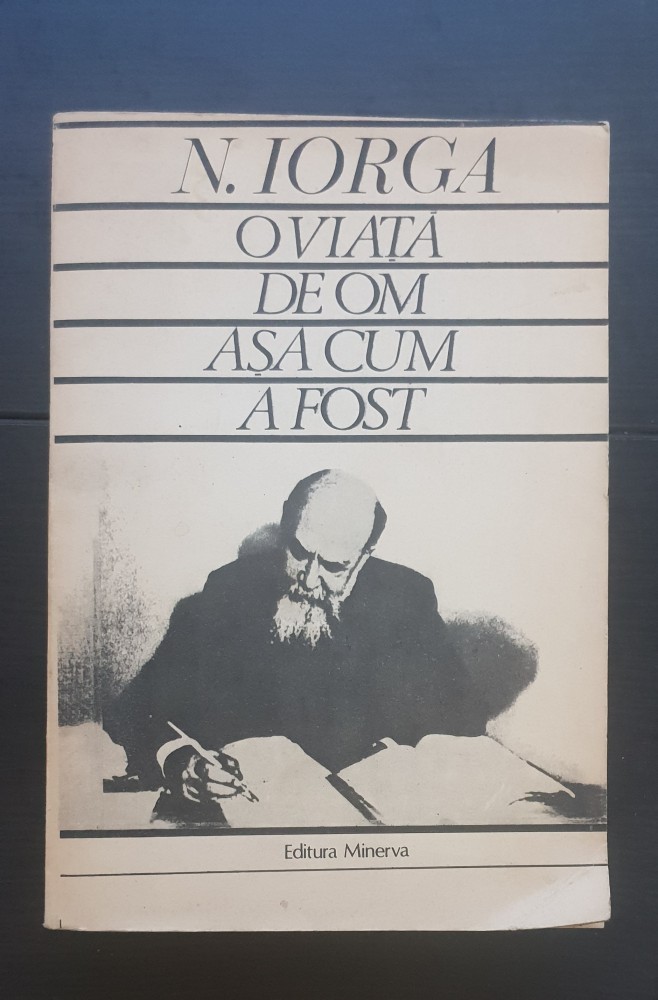 N. IORGA
O VIAȚĂ
DE OM
AȘA CUM
A FOST
Editura Minerva